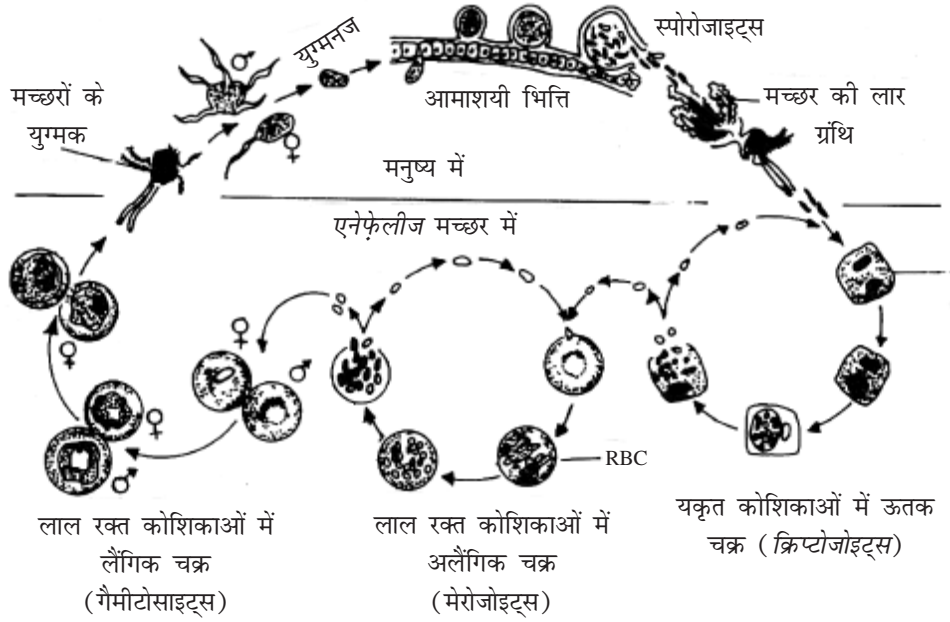 स्पोरोजाइट्स
युग्मनज
मच्छरों के
युग्मक
♂
♀
आमाशयी भित्ति
मच्छर की लार
ग्रंथि
मनुष्य में
एनेफ़ेलीज मच्छर में
♀
♀
♂
♀
♂
RBC
लाल रक्त कोशिकाओं में
लैंगिक चक्र
(गैमीटोसाइट्स)
लाल रक्त कोशिकाओं में
अलैंगिक चक्र
(मेरोजोइट्स)
यकृत कोशिकाओं में ऊतक
चक्र (क्रिप्टोजोइट्स)